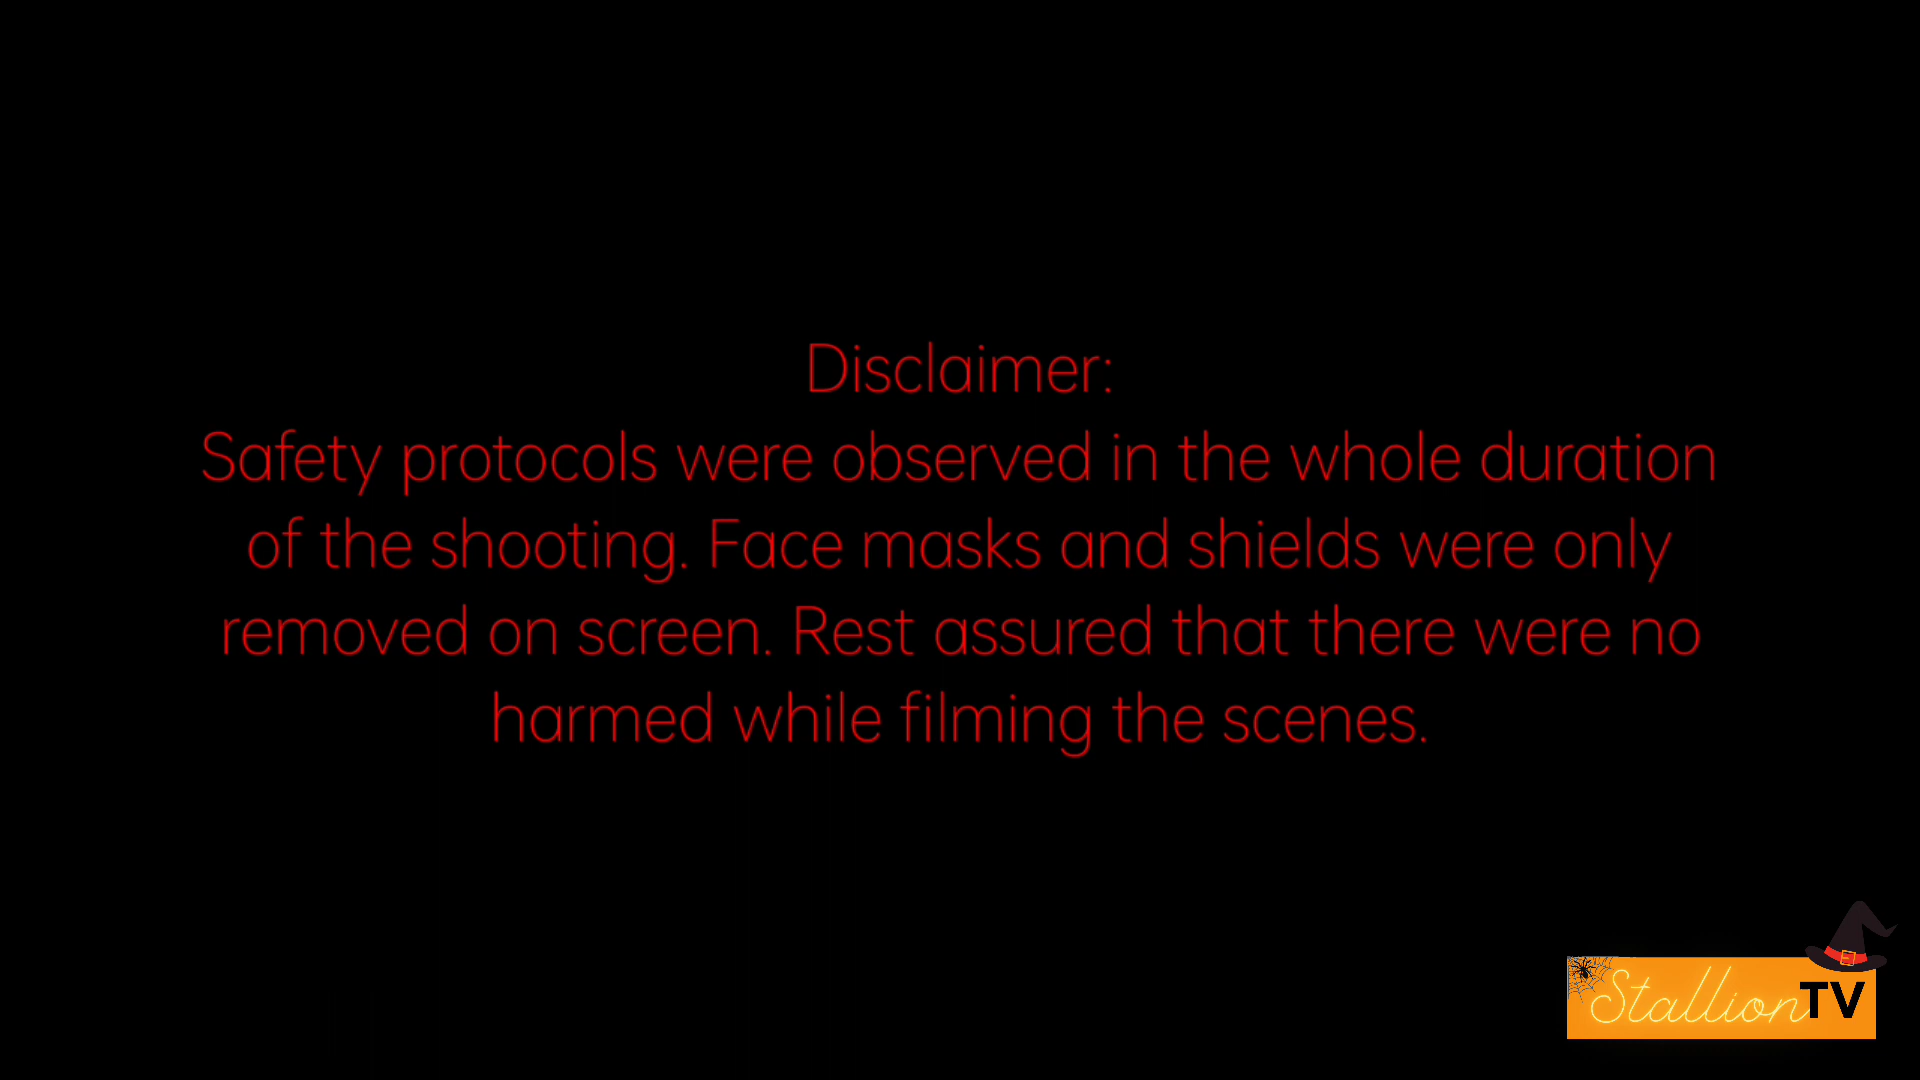 Disclaimer:
Safety protocols were observed in the whole duration
of the shooting. Face masks and shields were only
removed on screen. Rest assured that there were no
harmed while filming the scenes.
StallionTV